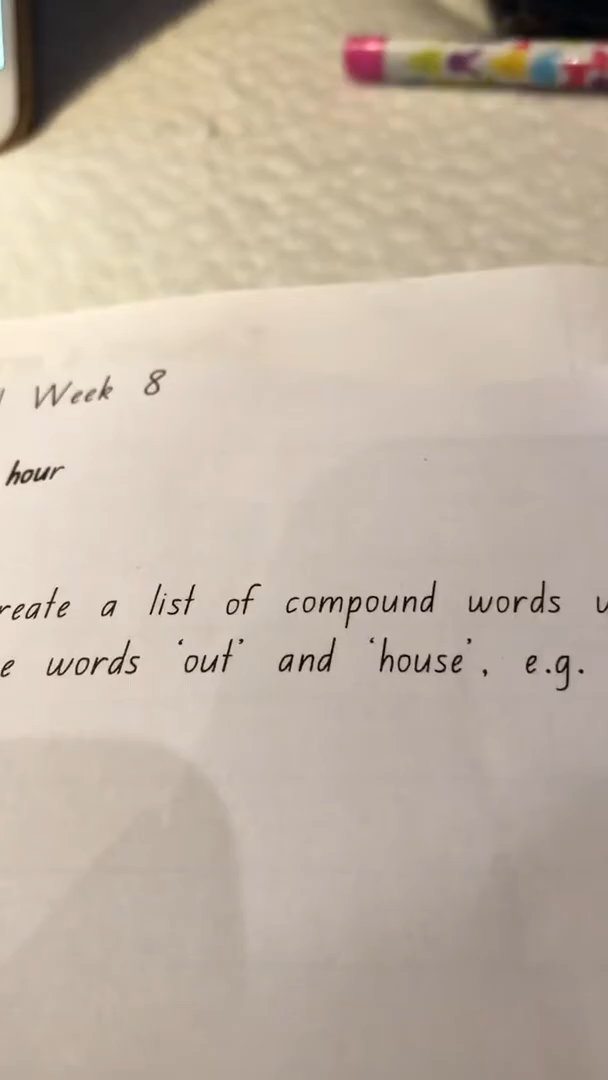 Week 8
hour
reate a list of compound words
e words 'out' and 'house', e.g.